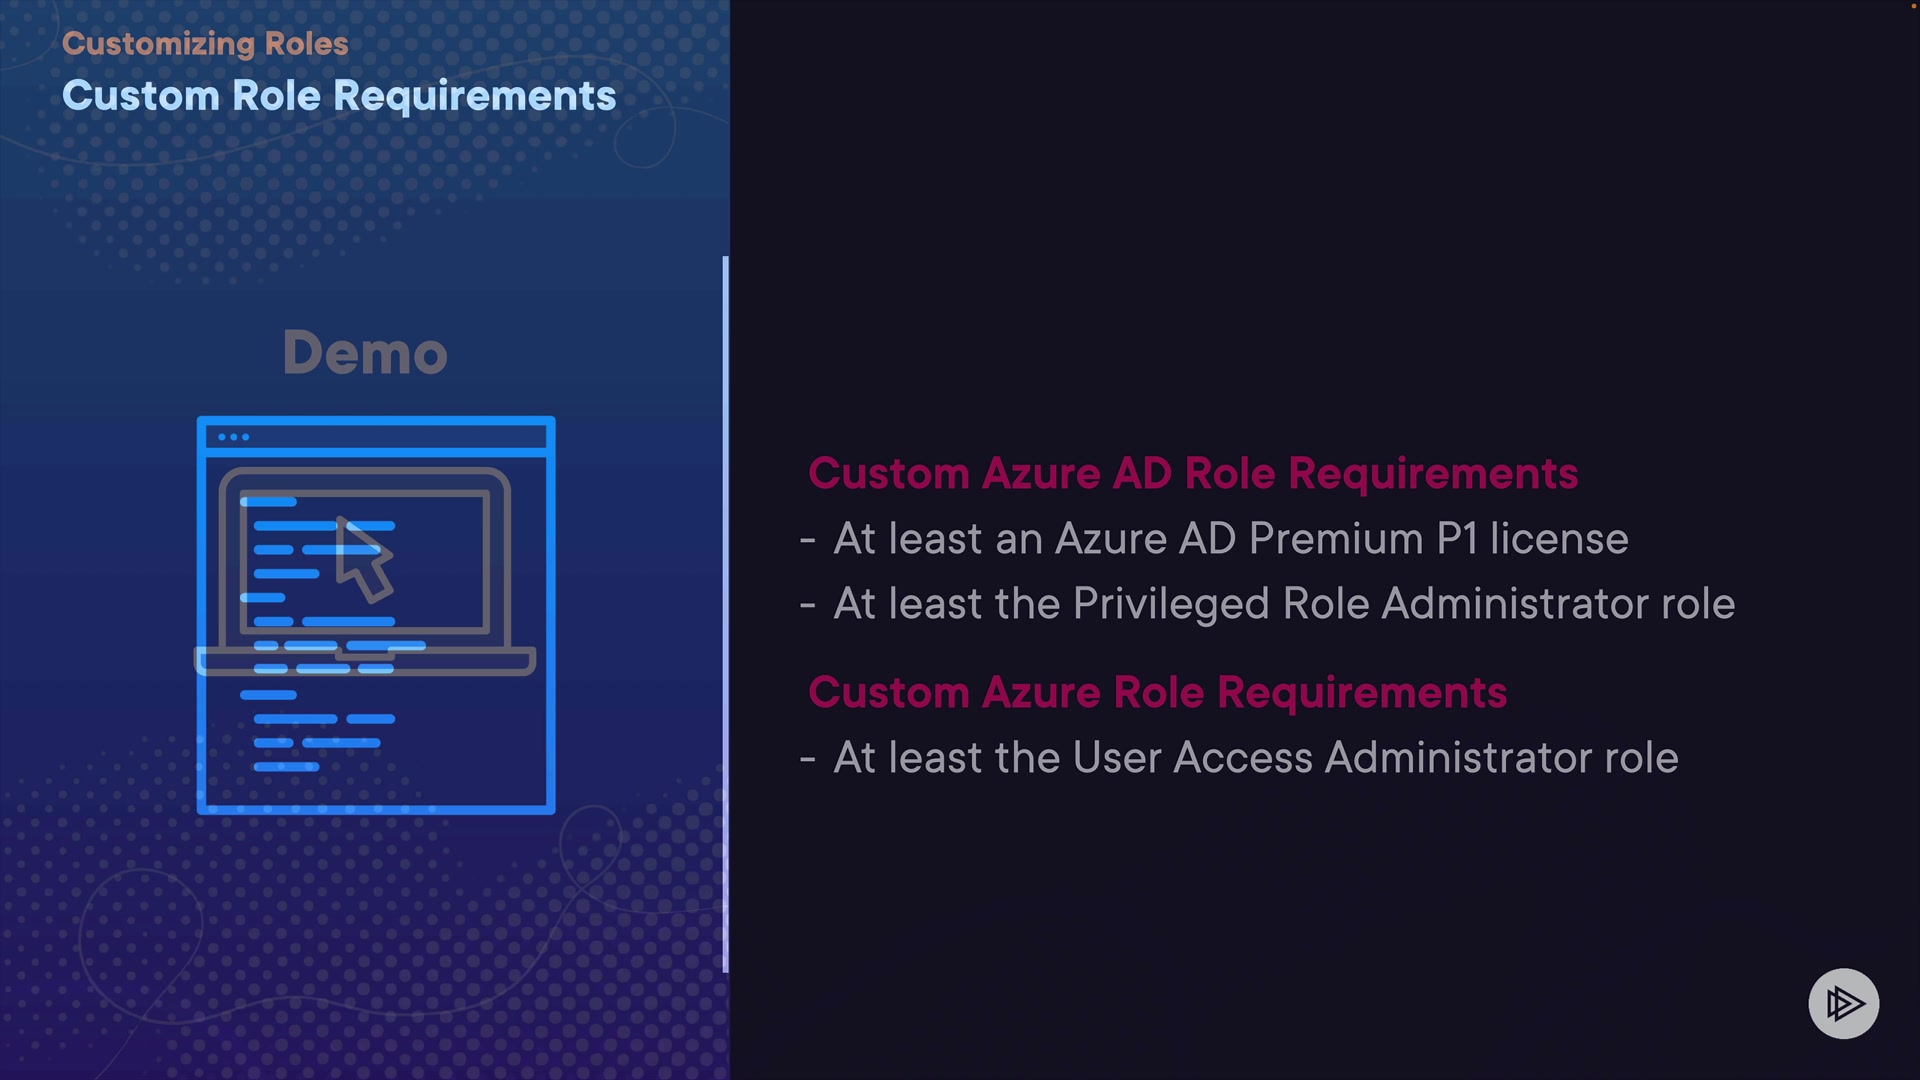 Customizing Roles
Custom Role Requirements
Demo
Custom Azure AD Role Requirements
- At least an Azure AD Premium P1 license
- At least the Privileged Role Administrator role
Custom Azure Role Requirements
- At least the User Access Administrator role